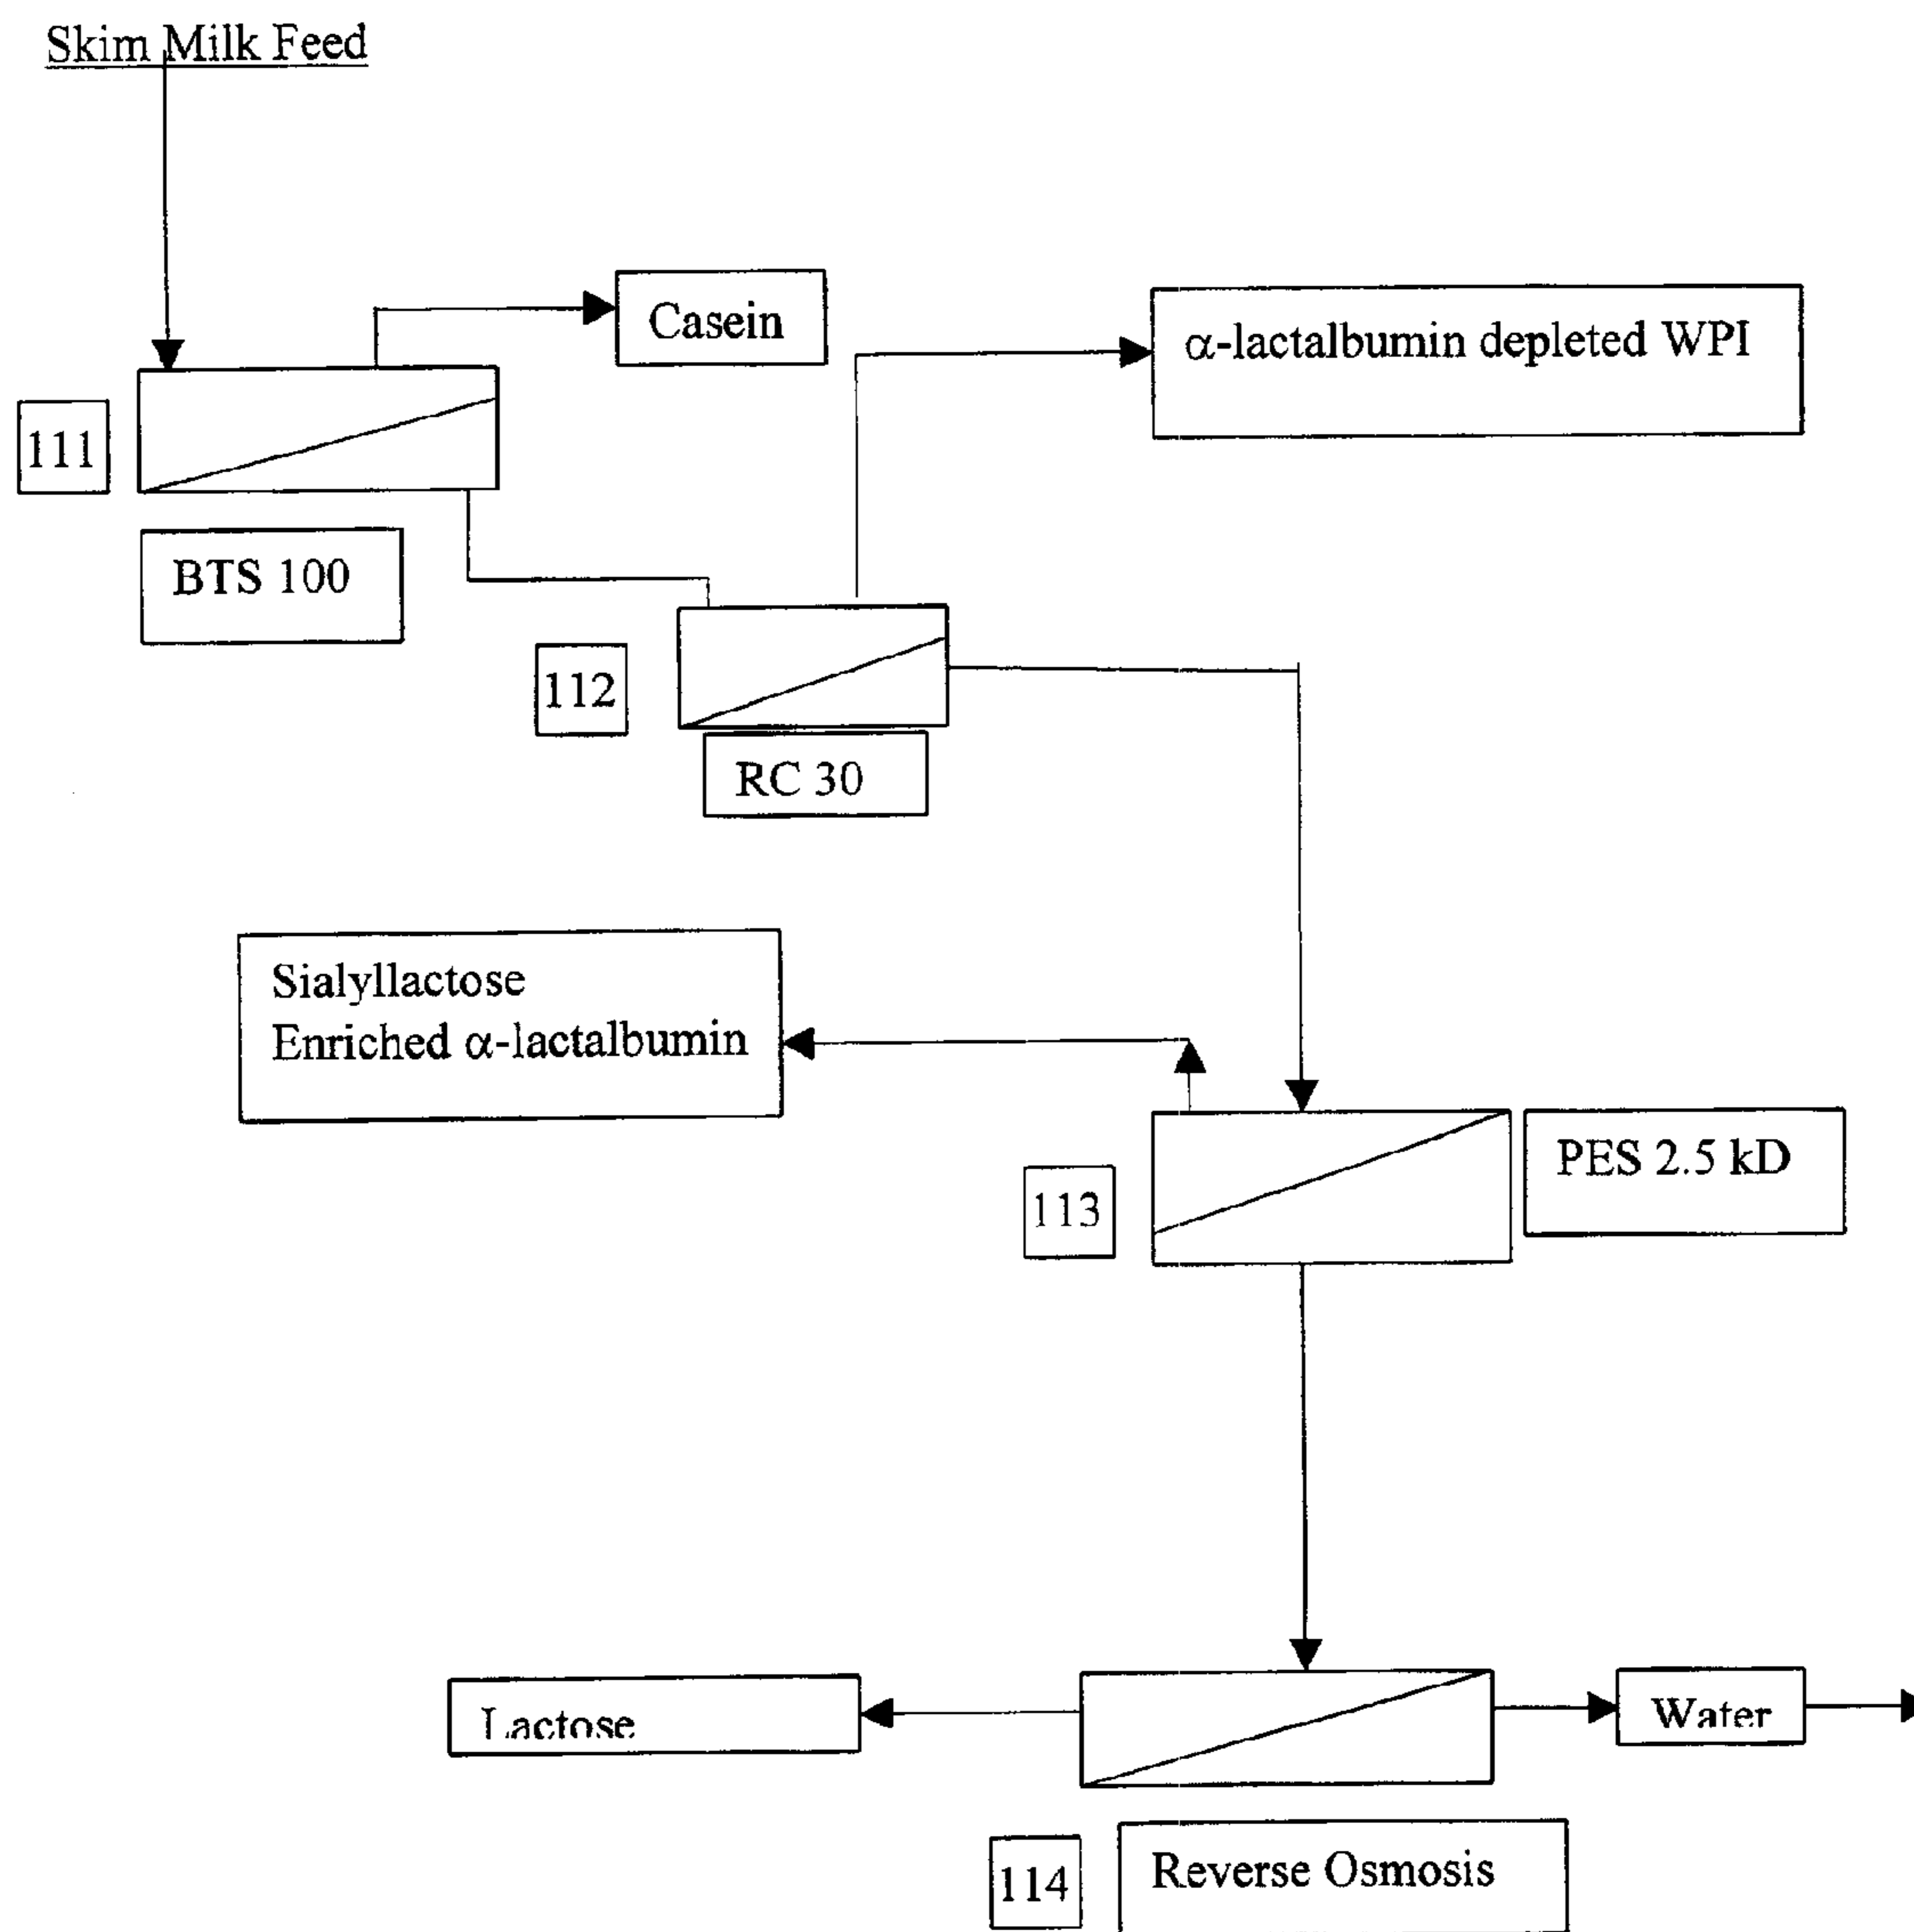 Skim Milk Feed
Casein
α-lactalbumin depleted WPI
111
BTS 100
112
RC 30
Sialyllactose
Enriched α-lactalbumin
PES 2.5 kD
113
Lactose
Water
114
Reverse Osmosis